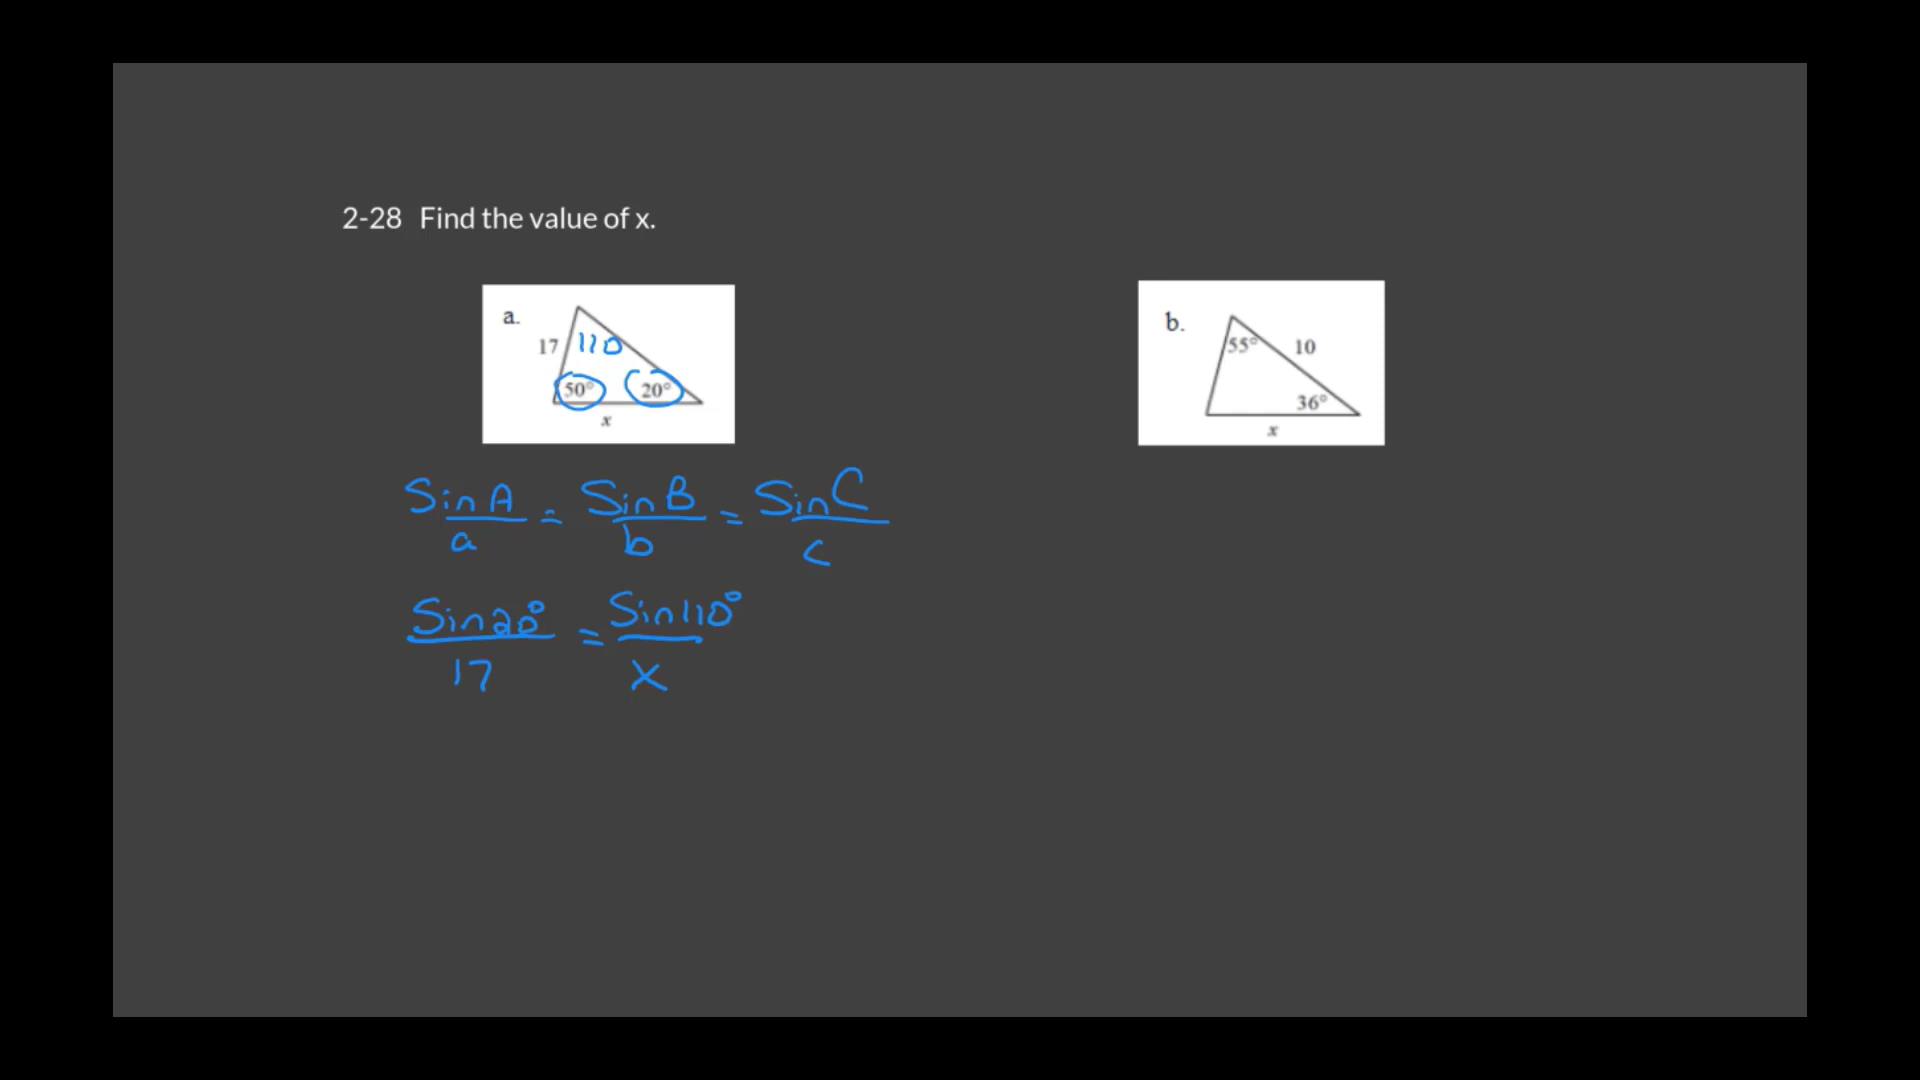 2-28 Find the value of x.
a.
17
110
50°
20°
x
b.
55°
10
36°
x
Sin A / a = Sin B / b = Sin C / c
Sin 20° / 17 = Sin 110° / x